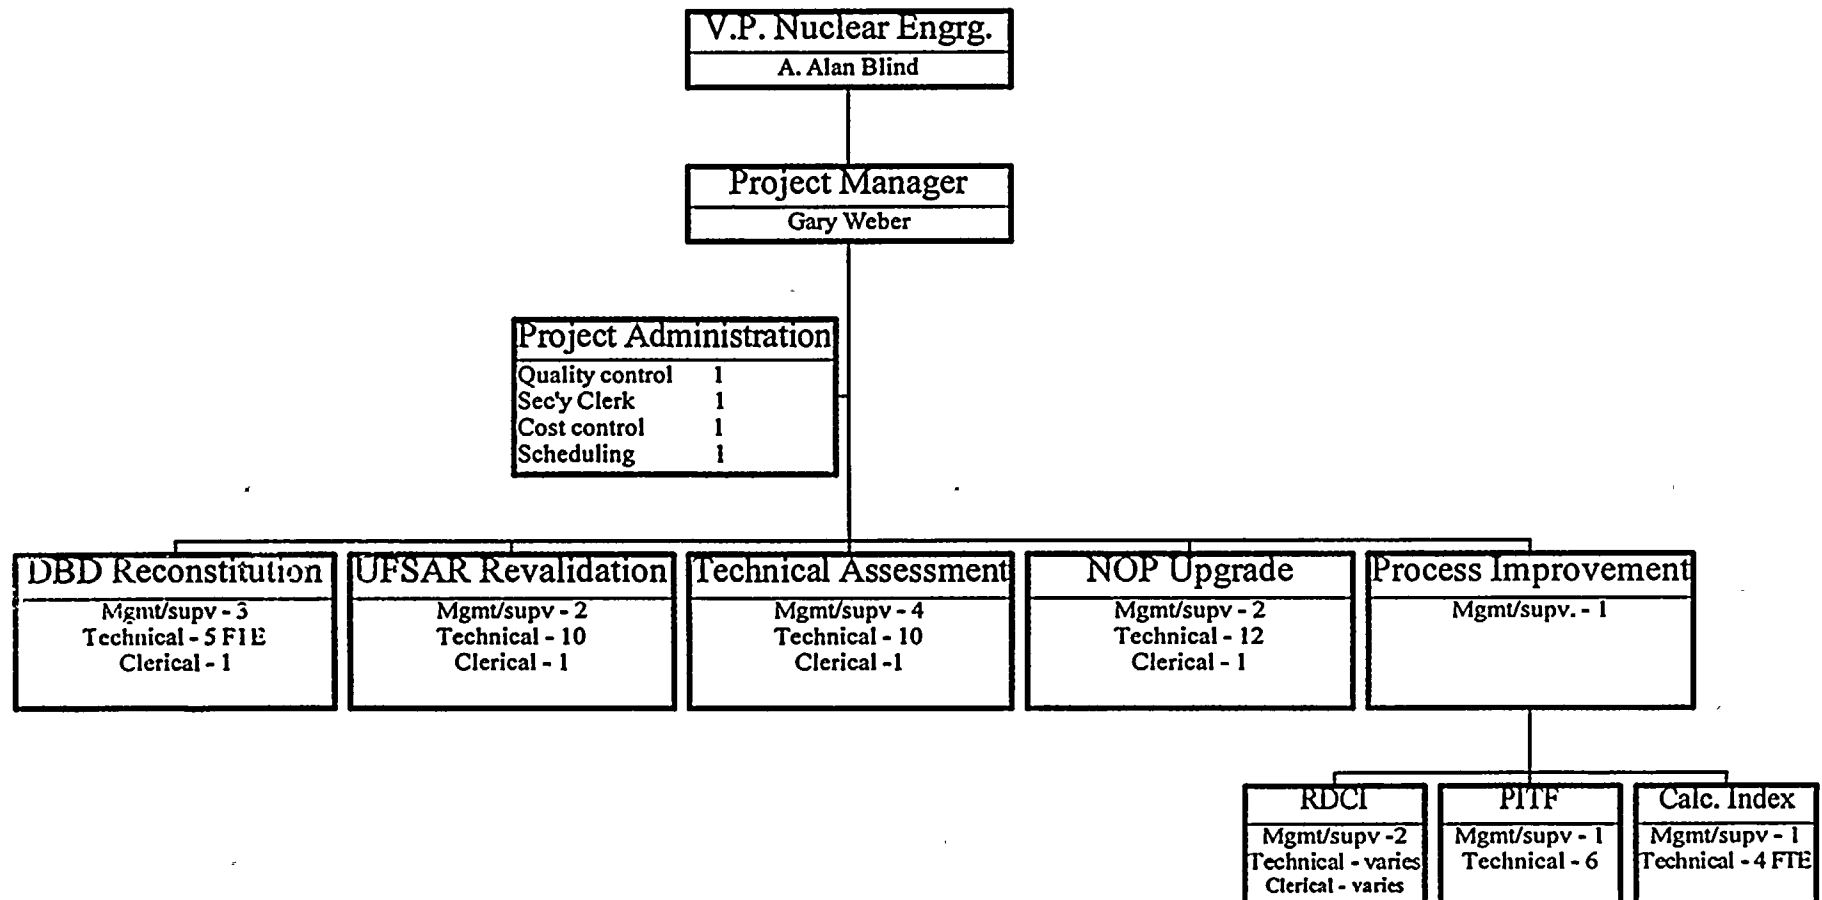 V.P. Nuclear Engrg.
A. Alan Blind
Project Manager
Gary Weber
Project Administration
Quality control 1
Sec'y Clerk 1
Cost control 1
Scheduling 1
DBD Reconstitution
Mgmt/supv - 3
Technical - 5 FTE
Clerical - 1
UFSAR Revalidation
Mgmt/supv - 2
Technical - 10
Clerical - 1
Technical Assessment
Mgmt/supv - 4
Technical - 10
Clerical -1
NOP Upgrade
Mgmt/supv - 2
Technical - 12
Clerical - 1
Process Improvement
Mgmt/supv. - 1
RDCI
Mgmt/supv -2
Technical - varies
Clerical - varies
PITF
Mgmt/supv - 1
Technical - 6
Calc. Index
Mgmt/supv - 1
Technical - 4 FTE